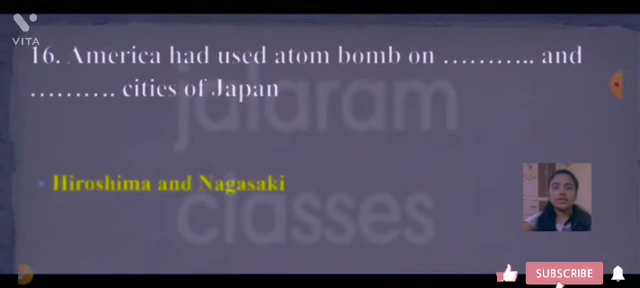 VITA
16. America had used atom bomb on ……….. and
………. cities of Japan
jalaram
Hiroshima and Nagasaki
classes
SUBSCRIBE